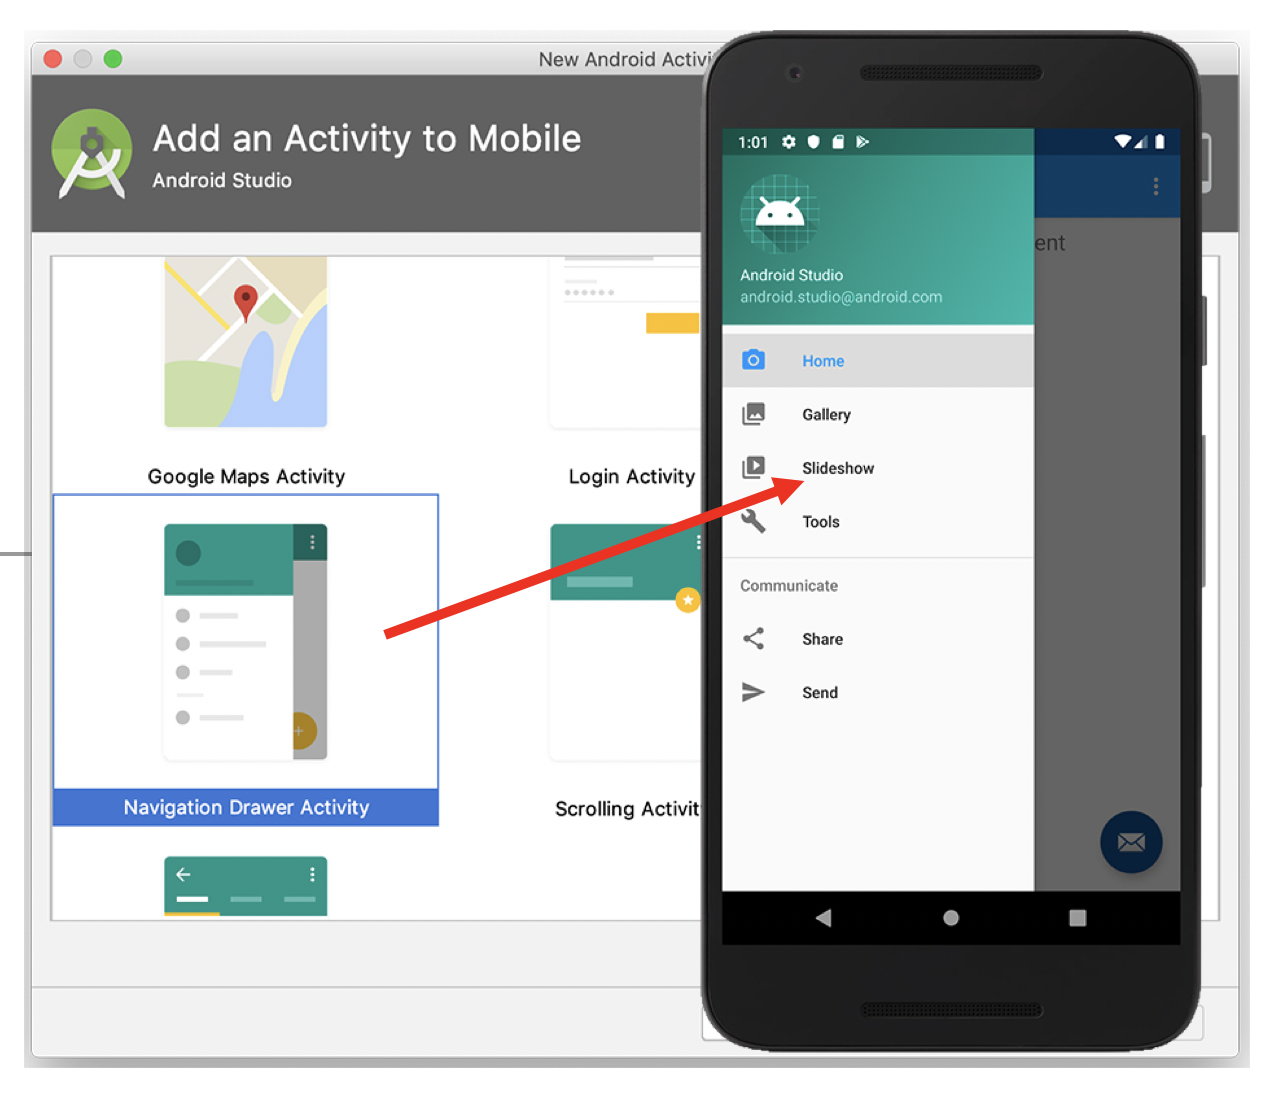 New Android Activi
Add an Activity to Mobile
Android Studio
Google Maps Activity
Login Activity
Navigation Drawer Activity
Scrolling Activit
1:01
ent
Android Studio
android.studio@android.com
Home
Gallery
Slideshow
Tools
Communicate
Share
Send